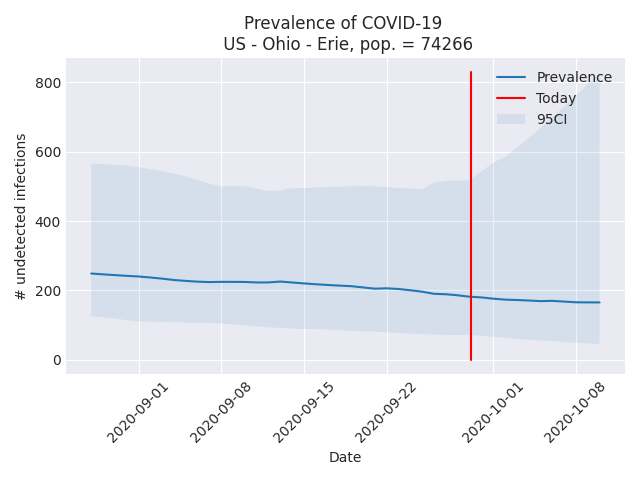 Prevalence of COVID-19
US - Ohio - Erie, pop. = 74266
# undetected infections
800
600
400
200
0
Prevalence
Today
95CI
2020-09-01
2020-09-08
2020-09-15
2020-09-22
2020-10-01
2020-10-08
Date